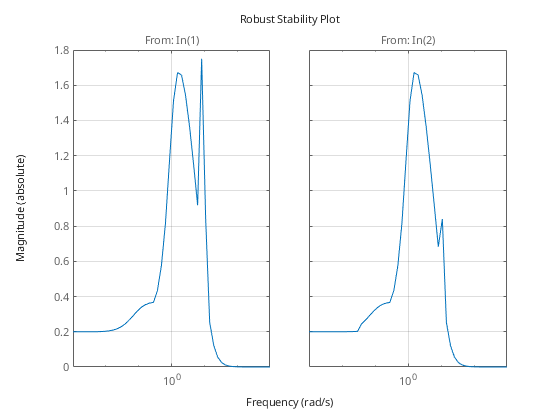 Robust Stability Plot
From: In(1)
From: In(2)
Magnitude (absolute)
1.8
1.6
1.4
1.2
1
0.8
0.6
0.4
0.2
0
10^0
10^0
Frequency (rad/s)